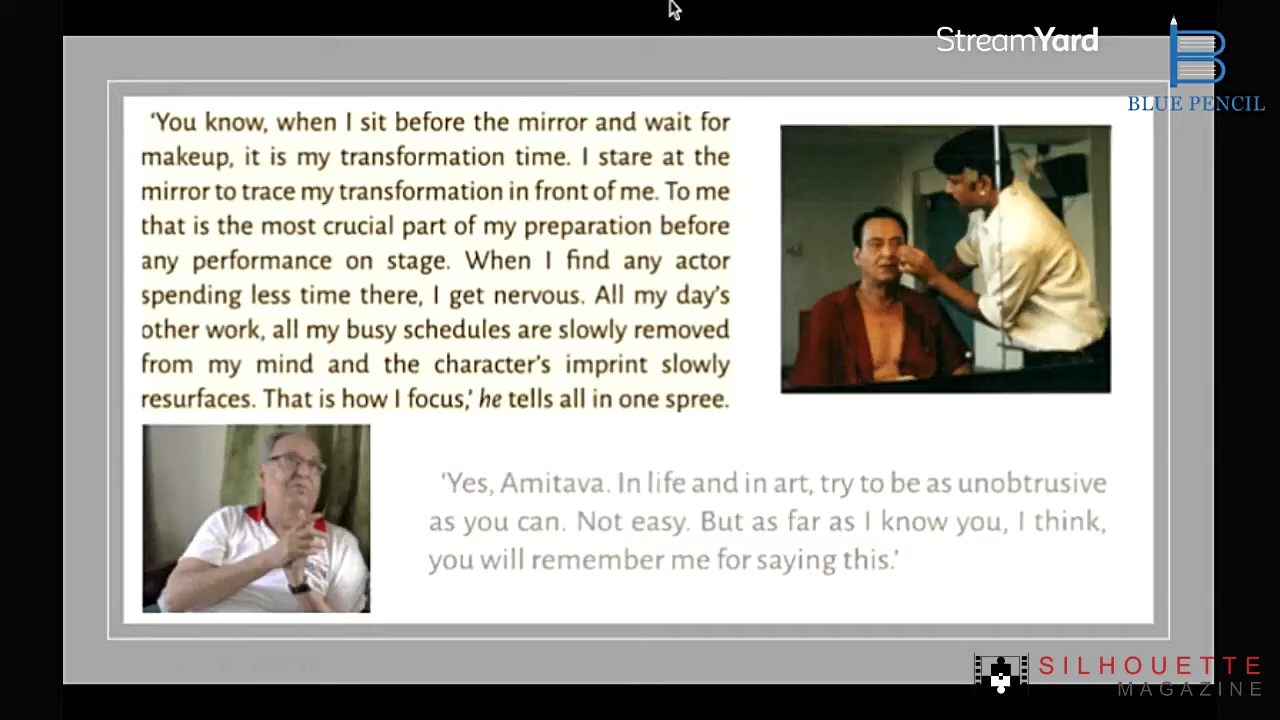 StreamYard
BLUE PENCIL
‘You know, when I sit before the mirror and wait for
makeup, it is my transformation time. I stare at the
mirror to trace my transformation in front of me. To me
that is the most crucial part of my preparation before
any performance on stage. When I find any actor
spending less time there, I get nervous. All my day’s
other work, all my busy schedules are slowly removed
from my mind and the character’s imprint slowly
resurfaces. That is how I focus,’ he tells all in one spree.
‘Yes, Amitava. In life and in art, try to be as unobtrusive
as you can. Not easy. But as far as I know you, I think,
you will remember me for saying this.’
SILHOUETTE
MAGAZINE